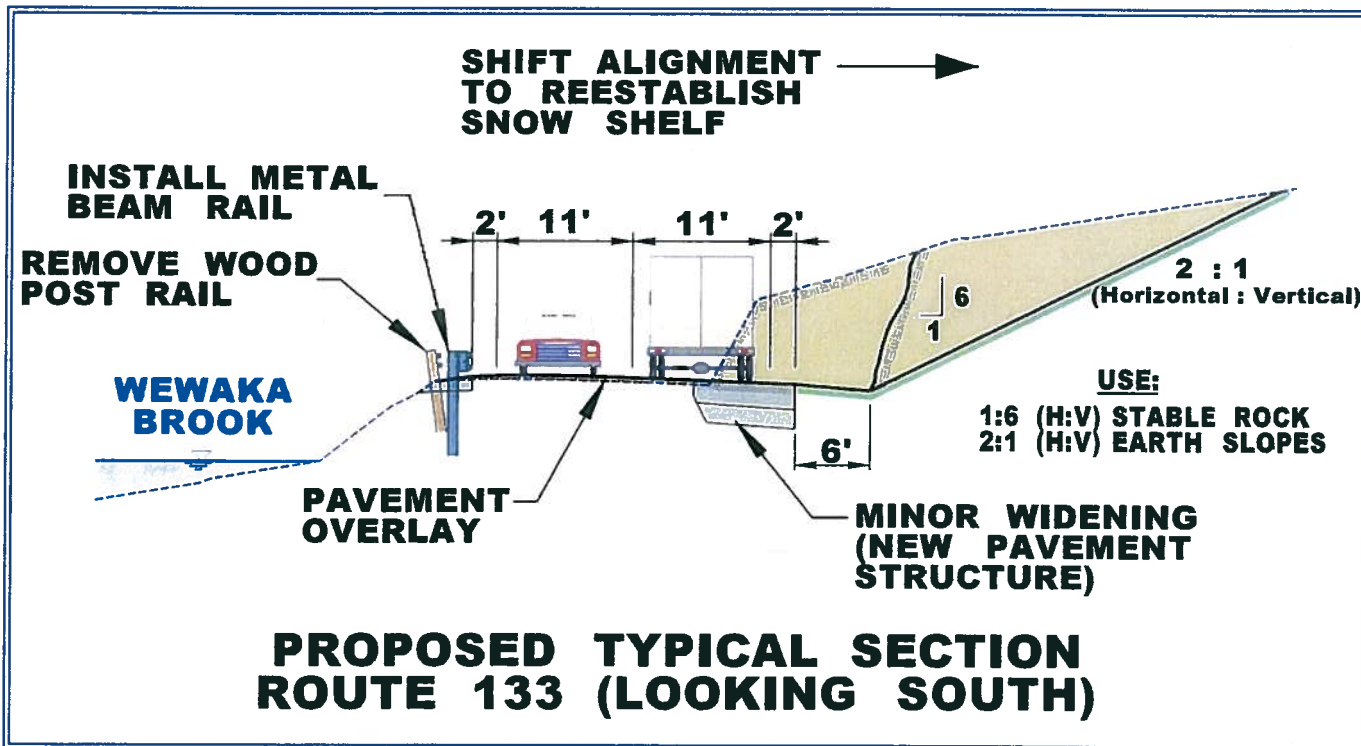 SHIFT ALIGNMENT
TO REESTABLISH
SNOW SHELF
INSTALL METAL
BEAM RAIL
REMOVE WOOD
POST RAIL
2' 11' 11' 2'
6
1
2 : 1
(Horizontal : Vertical)
WEWAKA
BROOK
USE:
1:6 (H:V) STABLE ROCK
2:1 (H:V) EARTH SLOPES
6'
PAVEMENT
OVERLAY
MINOR WIDENING
(NEW PAVEMENT
STRUCTURE)
PROPOSED TYPICAL SECTION
ROUTE 133 (LOOKING SOUTH)